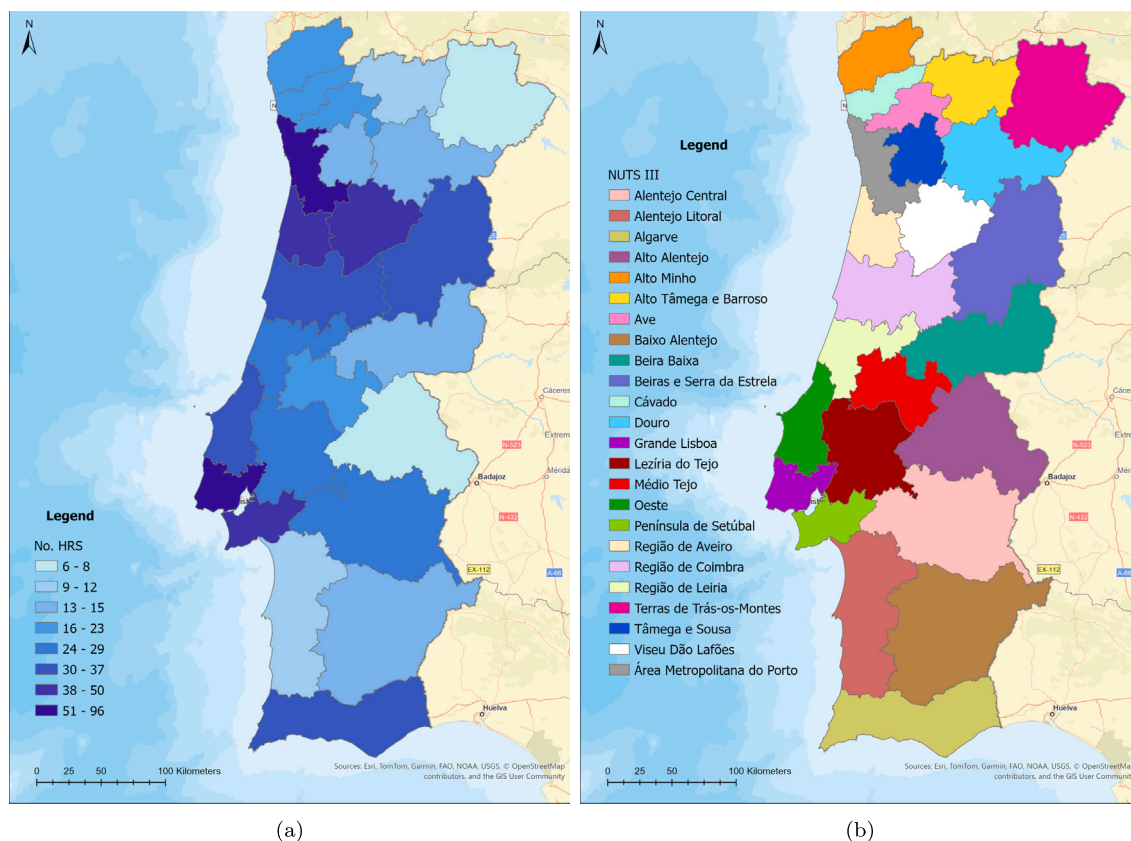 N
N
Legend
No. HRS
6 - 8
9 - 12
13 - 15
16 - 23
24 - 29
30 - 37
38 - 50
51 - 96
0 25 50 100 Kilometers
Cáceres
Extrem
N-523
Mérida
Badajoz
N-432
EX-112
A-66
Huelva
Sources: Esri, TomTom, Garmin, FAO, NOAA, USGS, © OpenStreetMap
contributors, and the GIS User Community
(a)
N
N
Legend
NUTS III
Alentejo Central
Alentejo Litoral
Algarve
Alto Alentejo
Alto Minho
Alto Tâmega e Barroso
Ave
Baixo Alentejo
Beira Baixa
Beiras e Serra da Estrela
Cávado
Douro
Grande Lisboa
Lezíria do Tejo
Médio Tejo
Oeste
Península de Setúbal
Região de Aveiro
Região de Coimbra
Região de Leiria
Terras de Trás-os-Montes
Tâmega e Sousa
Viseu Dão Lafões
Área Metropolitana do Porto
0 25 50 100 Kilometers
Cáceres
Extrem
N-523
Mérida
Badajoz
N-432
EX-112
A-66
Huelva
Sources: Esri, TomTom, Garmin, FAO, NOAA, USGS, © OpenStreetMap
contributors, and the GIS User Community
(b)